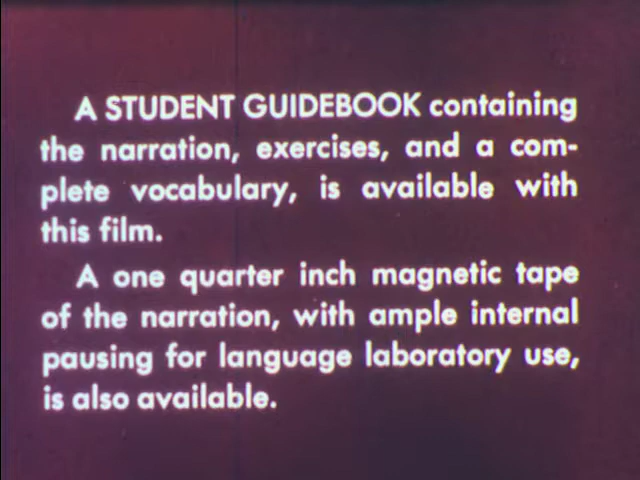 A STUDENT GUIDEBOOK containing
the narration, exercises, and a com-
plete vocabulary, is available with
this film.
A one quarter inch magnetic tape
of the narration, with ample internal
pausing for language laboratory use,
is also available.